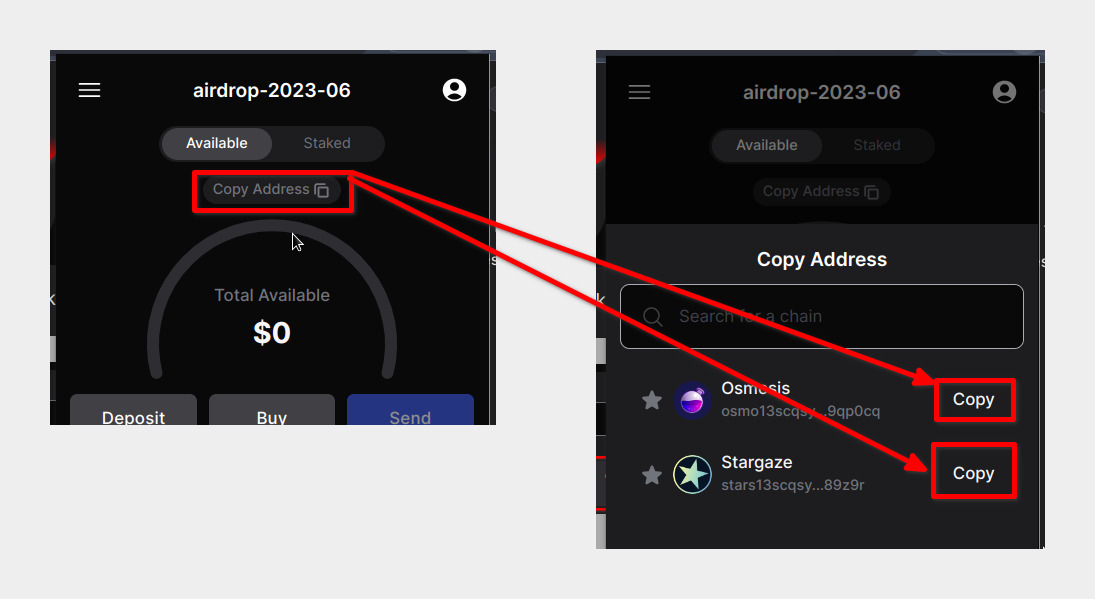 airdrop-2023-06
Available
Staked
Copy Address
Total Available
$0
Deposit
Buy
Send
airdrop-2023-06
Available
Staked
Copy Address
Copy Address
Search for a chain
Osmosis
osmo13scqsy...9qp0cq
Copy
Stargaze
stars13scqsy...89z9r
Copy